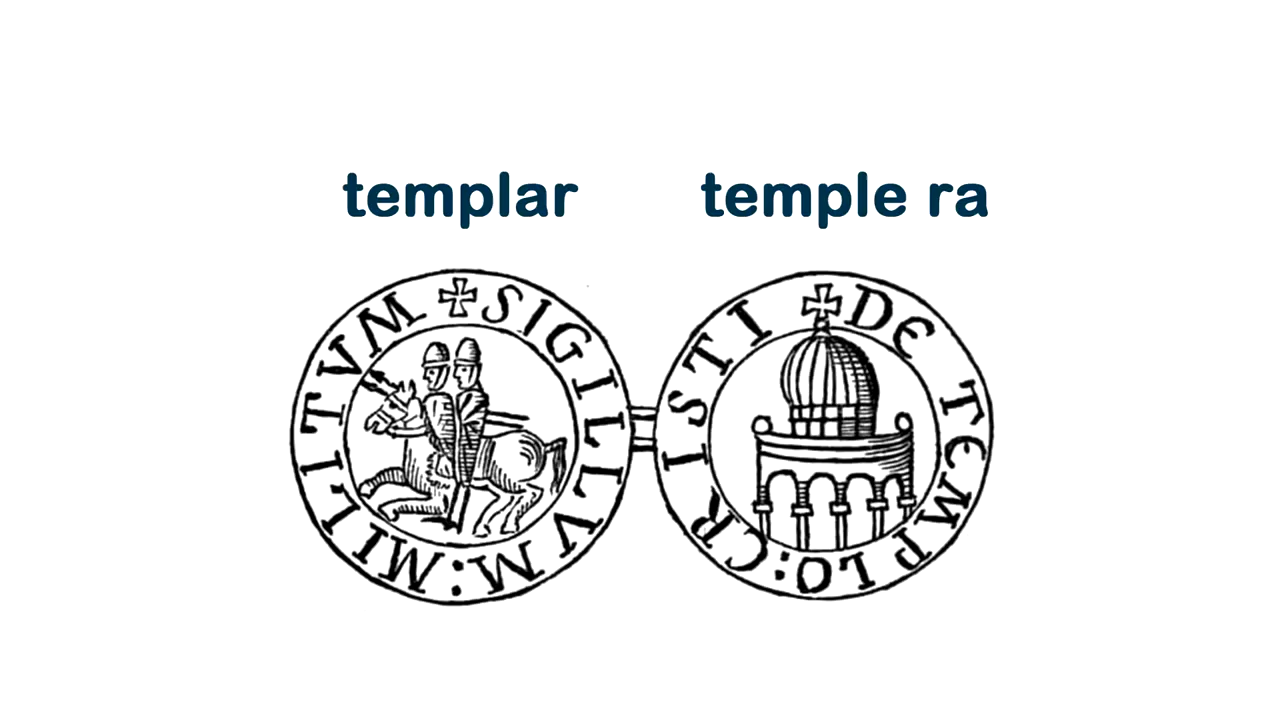 templar temple ra
✠ SIGILLVM : MILITVM
✠ DE TEMPLO : CRISTI